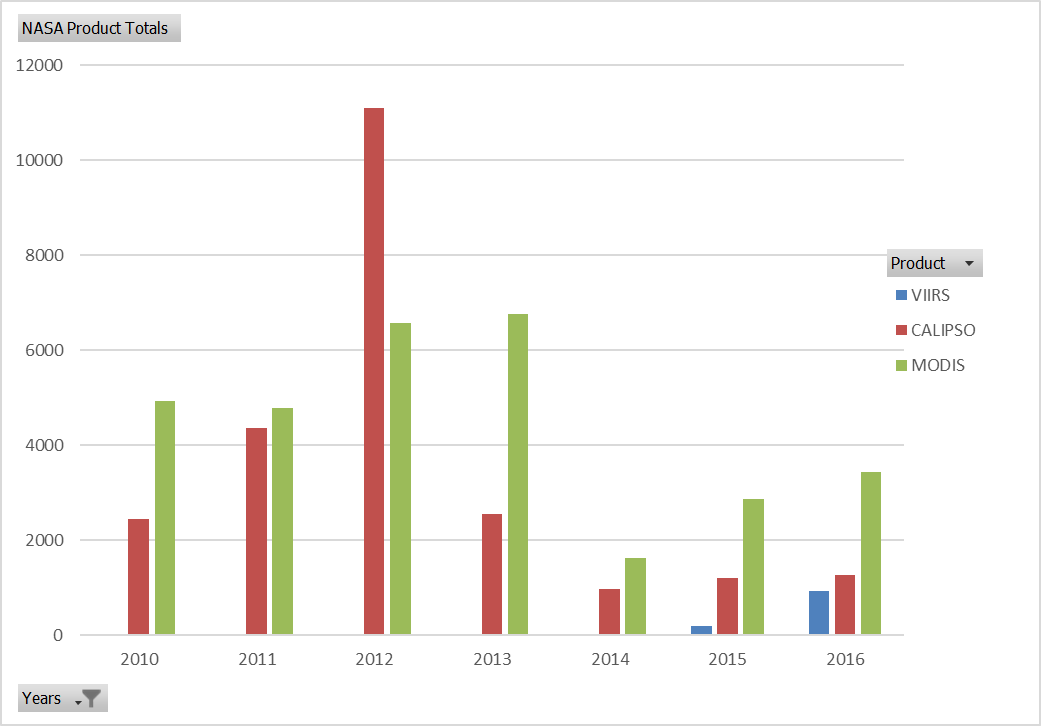 NASA Product Totals
12000
10000
8000
6000
4000
2000
0
2010 2011 2012 2013 2014 2015 2016
Product
VIIRS
CALIPSO
MODIS
Years